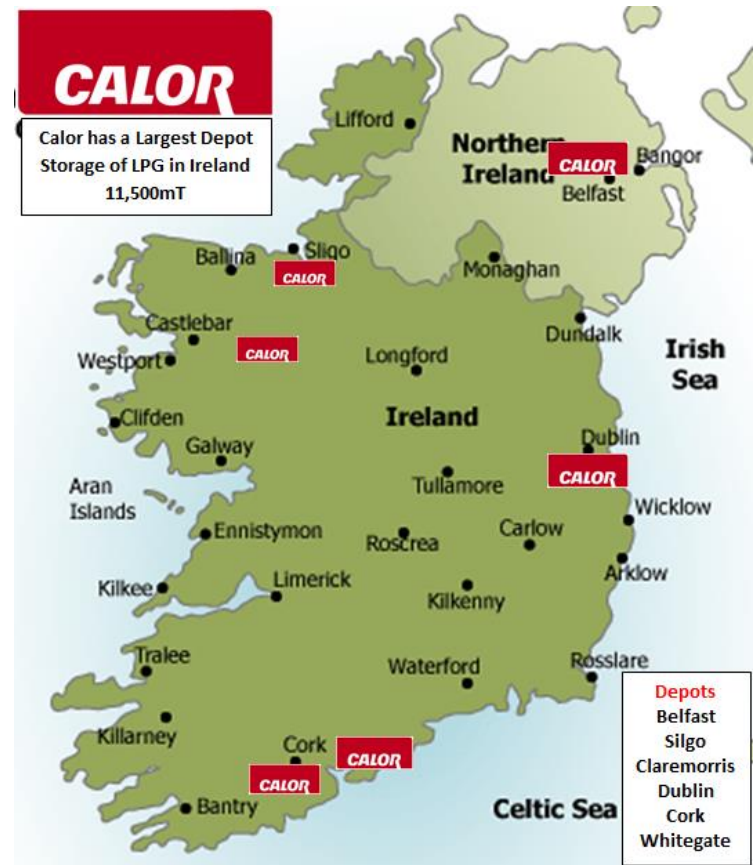 CALOR
Calor has a Largest Depot
Storage of LPG in Ireland
11,500mT
Lifford
Northern
Ireland
CALOR
Bangor
Belfast
Sligo
Ballina
CALOR
Monaghan
Castlebar
Dundalk
CALOR
Westport
Longford
Irish
Sea
Clifden
Ireland
Dublin
Galway
CALOR
Tullamore
Aran
Islands
Wicklow
Ennistymon
Roscrea
Carlow
Arklow
Kilkee
Limerick
Kilkenny
Tralee
Waterford
Rosslare
Killarney
Cork
CALOR
CALOR
Bantry
Celtic Sea
Depots
Belfast
Silgo
Claremorris
Dublin
Cork
Whitegate